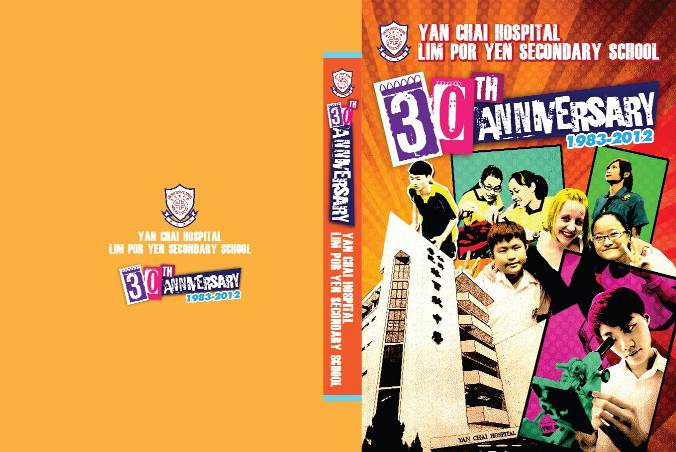 YAN CHAI HOSPITAL
LIM POR YEN SECONDARY SCHOOL
30TH ANNIVERSARY
1983-2012
30TH ANNIVERSARY
YAN CHAI HOSPITAL
LIM POR YEN SECONDARY SCHOOL
YAN CHAI HOSPITAL
LIM POR YEN SECONDARY SCHOOL
30TH
ANNIVERSARY
1983-2012
YAN CHAI HOSPITAL